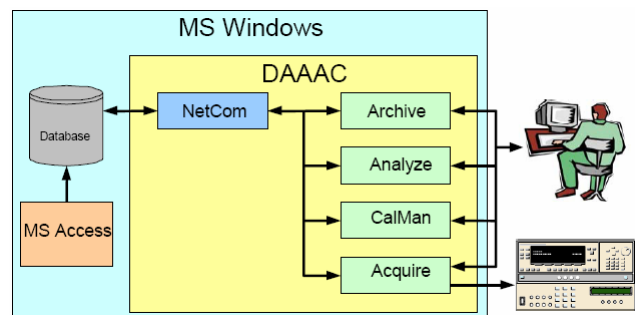 MS Windows
DAAAC
Database
NetCom
Archive
Analyze
CalMan
Acquire
MS Access